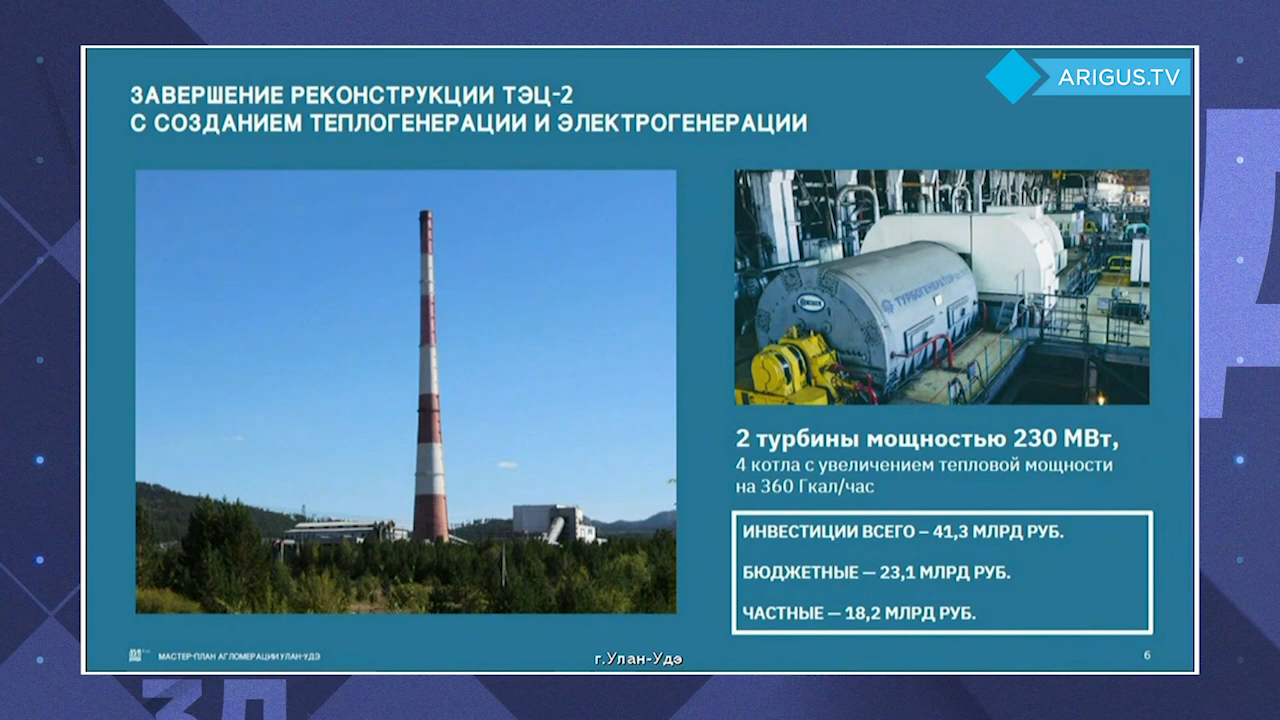 ARIGUS.TV
ЗАВЕРШЕНИЕ РЕКОНСТРУКЦИИ ТЭЦ-2
С СОЗДАНИЕМ ТЕПЛОГЕНЕРАЦИИ И ЭЛЕКТРОГЕНЕРАЦИИ
ТУРБОГЕНЕРАТОР
2 турбины мощностью 230 МВт,
4 котла с увеличением тепловой мощности
на 360 Гкал/час
ИНВЕСТИЦИИ ВСЕГО – 41,3 МЛРД РУБ.
БЮДЖЕТНЫЕ — 23,1 МЛРД РУБ.
ЧАСТНЫЕ — 18,2 МЛРД РУБ.
МАСТЕР-ПЛАН АГЛОМЕРАЦИИ УЛАН-УДЭ
г.Улан-Удэ
6